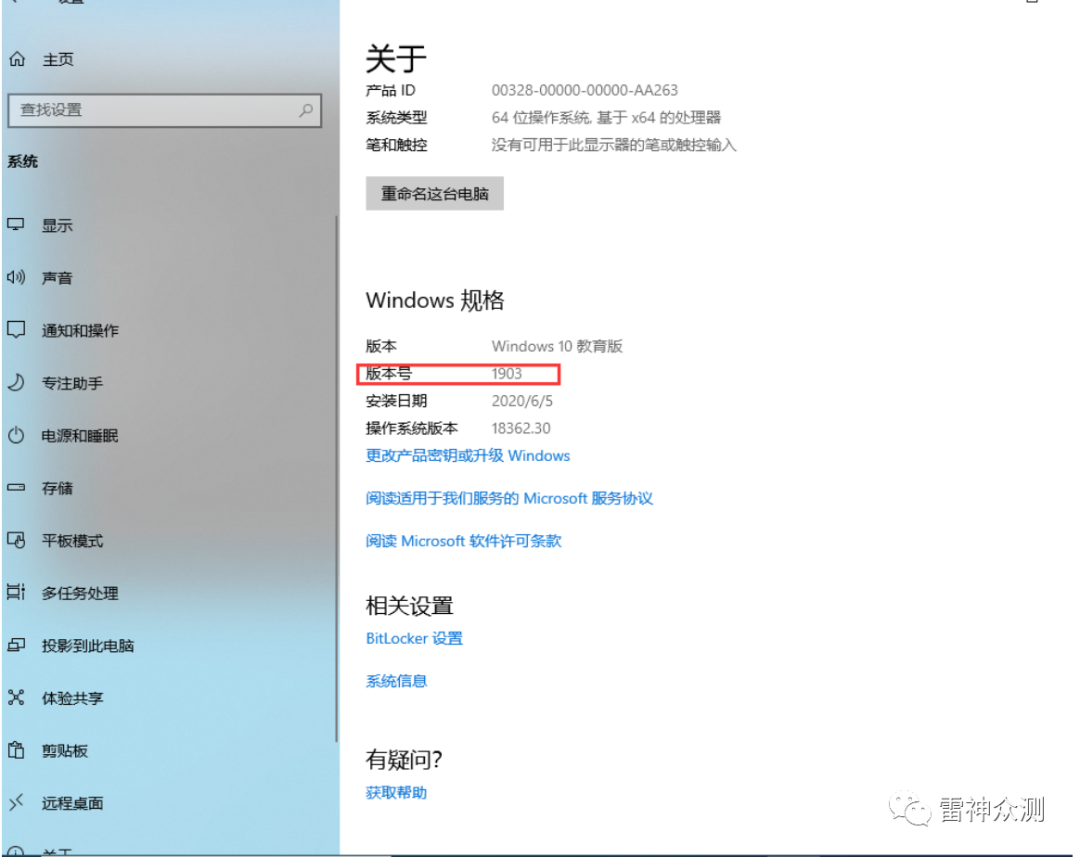 设置
主页
查找设置
系统
显示
声音
通知和操作
专注助手
电源和睡眠
存储
平板模式
多任务处理
投影到此电脑
体验共享
剪贴板
远程桌面
关于
关于
产品 ID 00328-00000-00000-AA263
系统类型 64 位操作系统, 基于 x64 的处理器
笔和触控 没有可用于此显示器的笔或触控输入
重命名这台电脑
Windows 规格
版本 Windows 10 教育版
版本号 1903
安装日期 2020/6/5
操作系统版本 18362.30
更改产品密钥或升级 Windows
阅读适用于我们服务的 Microsoft 服务协议
阅读 Microsoft 软件许可条款
相关设置
BitLocker 设置
系统信息
有疑问?
获取帮助
雷神众测